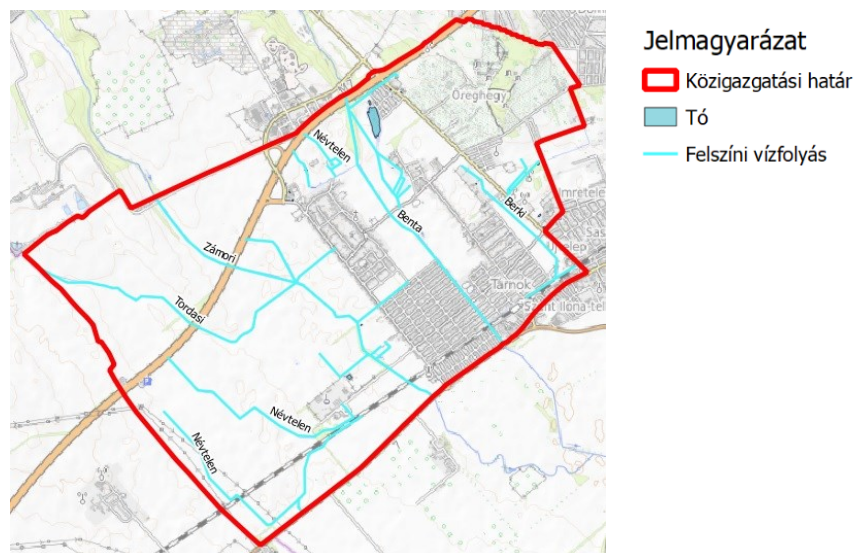 Jelmagyarázat
Közigazgatási határ
Tó
Felszíni vízfolyás
Öreghegy
Névtelen
Benta
Berki
Zámori
Tordasi
Tárnok
Névtelen
Névtelen